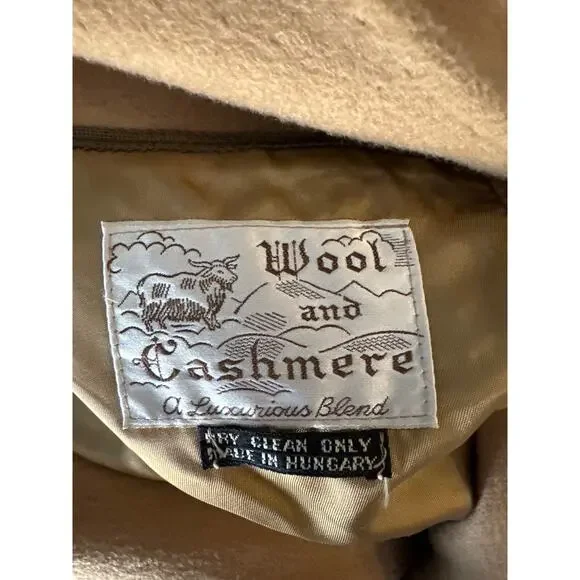 Wool
and
Cashmere
A Luxurious Blend
DRY CLEAN ONLY
MADE IN HUNGARY